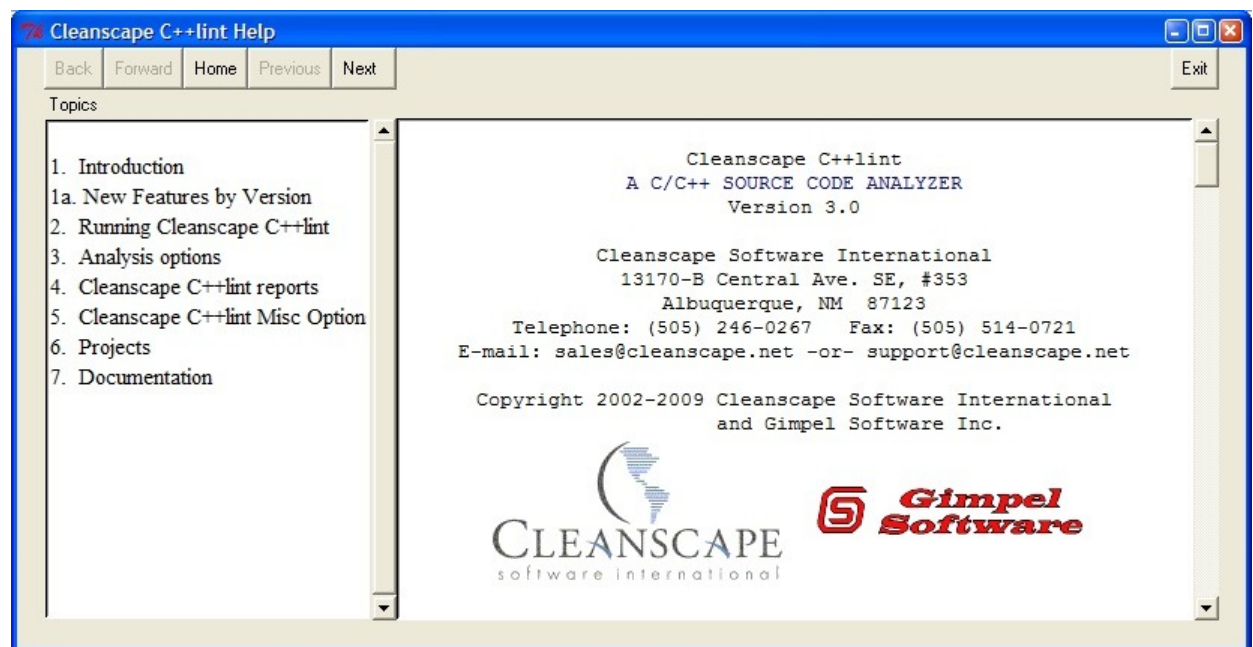 Cleanscape C++lint Help
Back Forward Home Previous Next Exit
Topics
1. Introduction
1a. New Features by Version
2. Running Cleanscape C++lint
3. Analysis options
4. Cleanscape C++lint reports
5. Cleanscape C++lint Misc Option
6. Projects
7. Documentation
Cleanscape C++lint
A C/C++ SOURCE CODE ANALYZER
Version 3.0
Cleanscape Software International
13170-B Central Ave. SE, #353
Albuquerque, NM 87123
Telephone: (505) 246-0267 Fax: (505) 514-0721
E-mail: sales@cleanscape.net -or- support@cleanscape.net
Copyright 2002-2009 Cleanscape Software International
and Gimpel Software Inc.
CLEANSCAPE
software international
Gimpel
Software